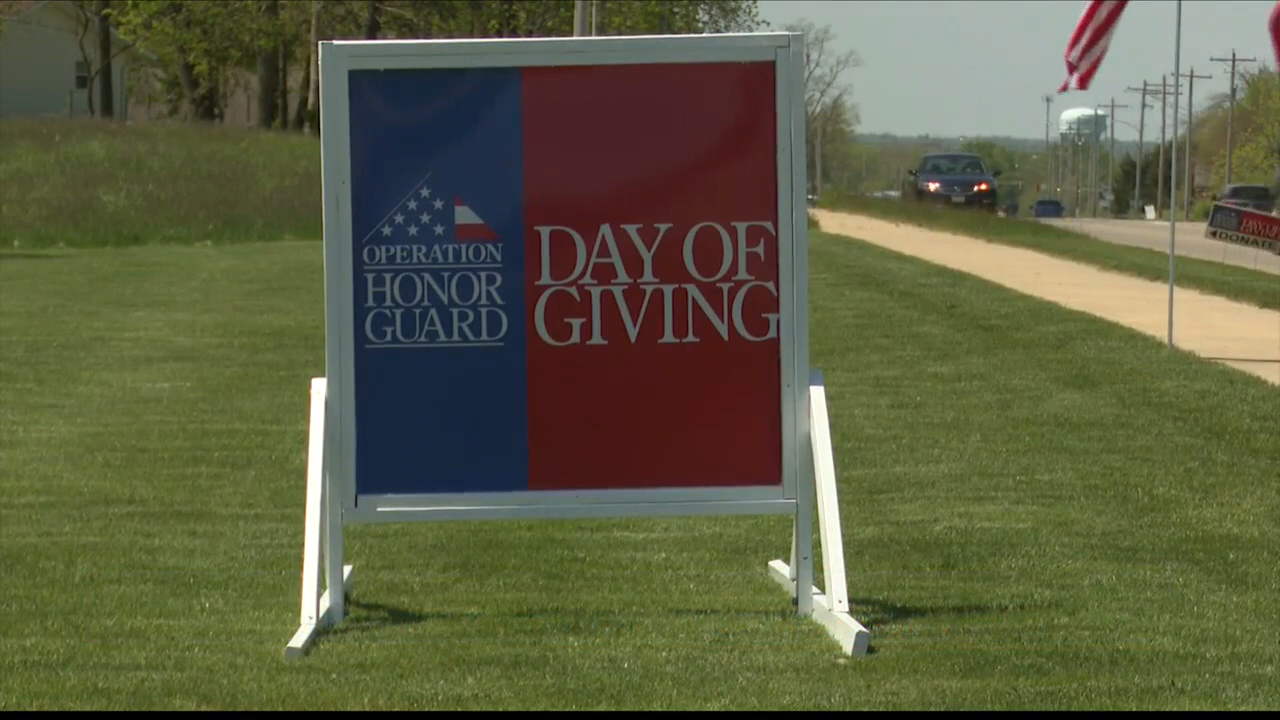 OPERATION
HONOR
GUARD
DAY OF
GIVING
DONATE